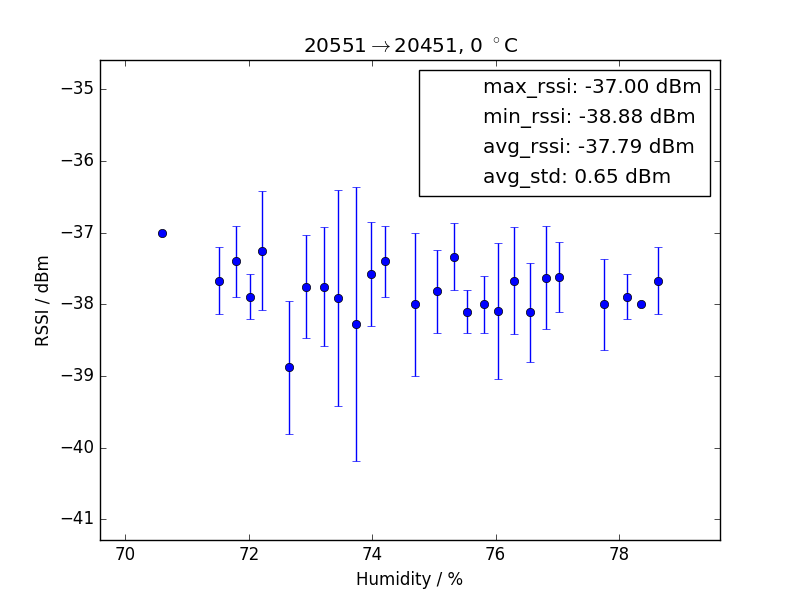 20551→20451, 0 °C
max_rssi: -37.00 dBm
min_rssi: -38.88 dBm
avg_rssi: -37.79 dBm
avg_std: 0.65 dBm
−35
−36
−37
−38
−39
−40
−41
RSSI / dBm
70 72 74 76 78
Humidity / %